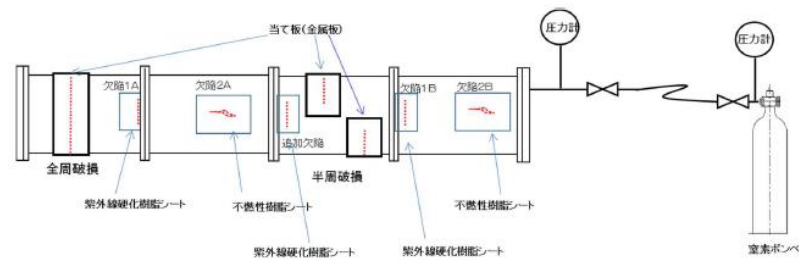 当て板(金属板)
圧力計
圧力計
欠陥1A
欠陥2A
欠陥1B
欠陥2B
追加欠陥
全周破損
半周破損
紫外線硬化樹脂シート
不燃性樹脂シート
不燃性樹脂シート
紫外線硬化樹脂シート
紫外線硬化樹脂シート
窒素ボンベ